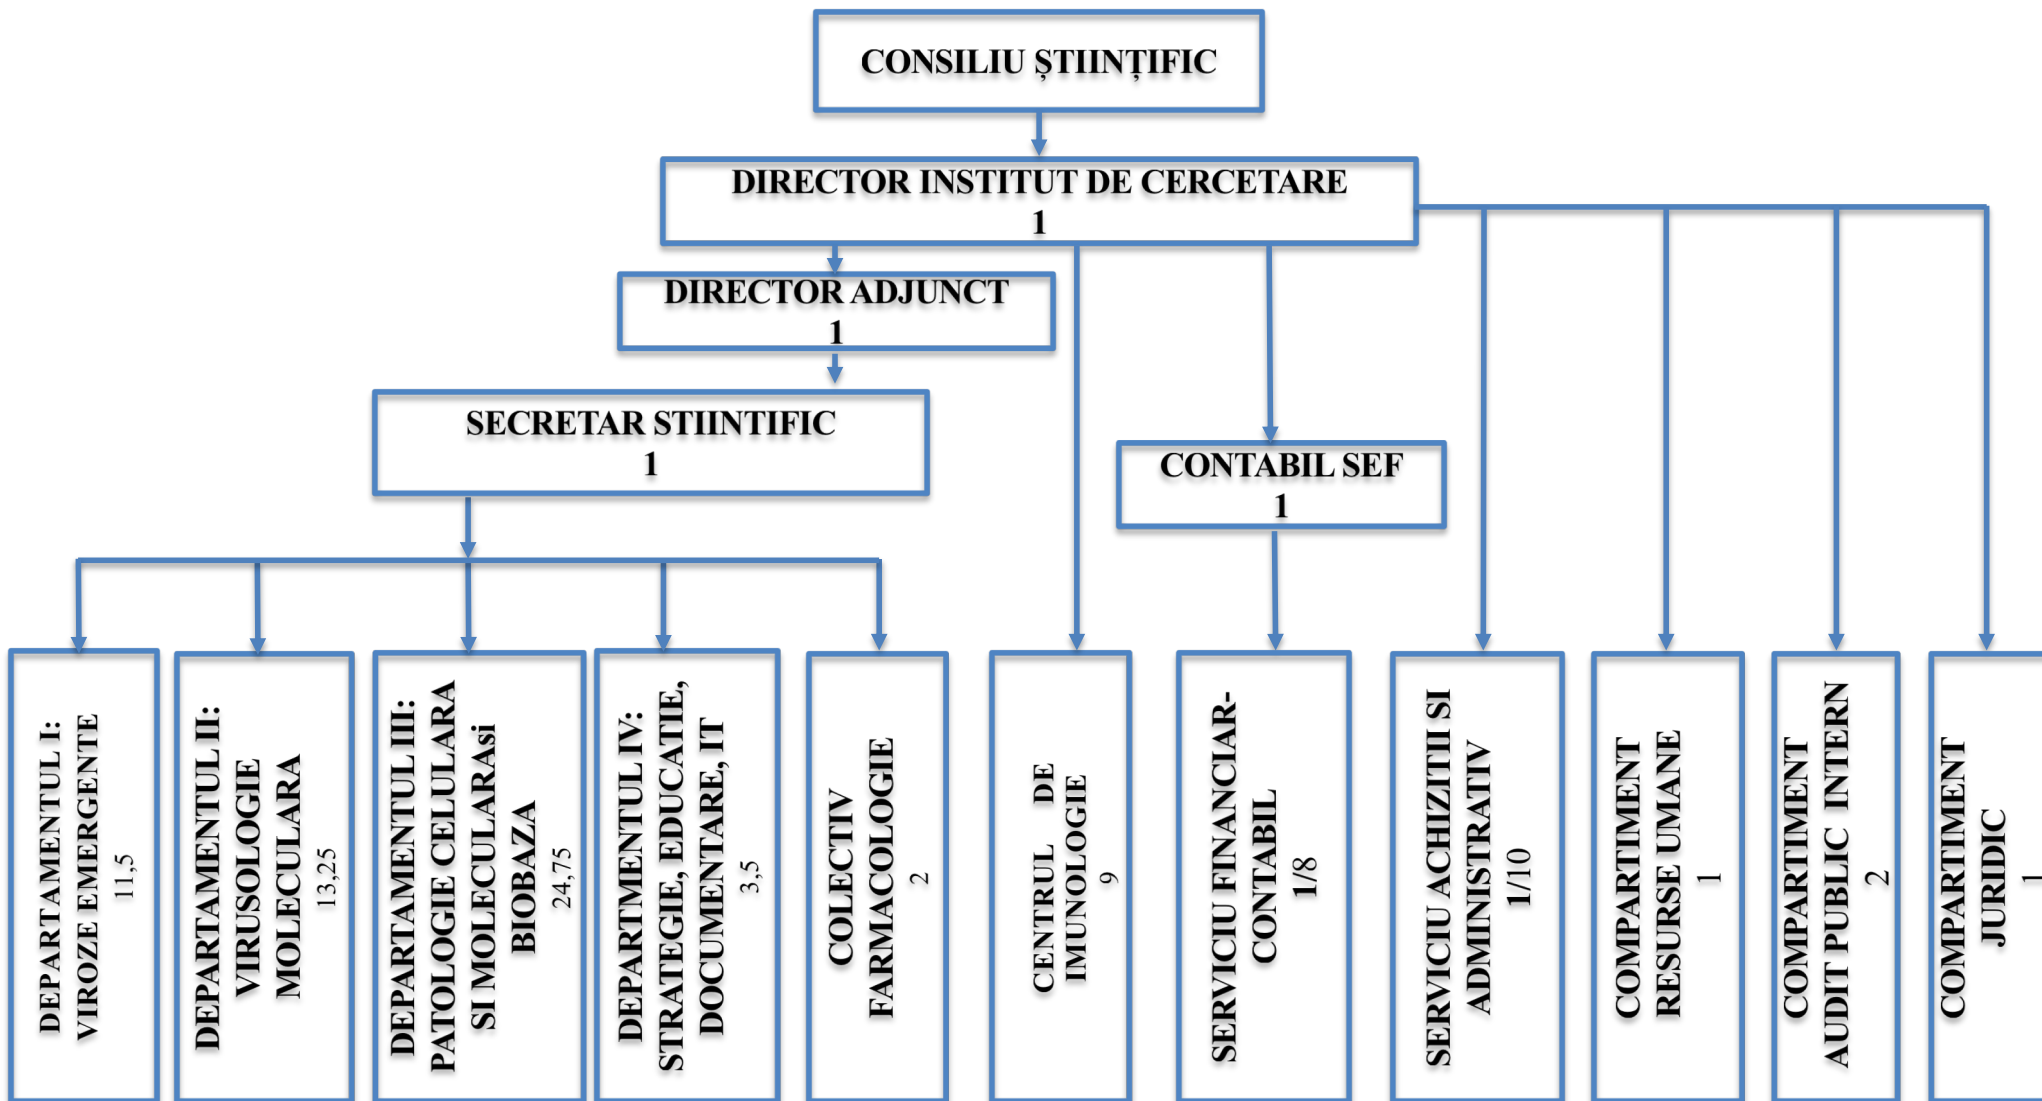 CONSILIU ȘTIINȚIFIC
DIRECTOR INSTITUT DE CERCETARE
1
DIRECTOR ADJUNCT
1
SECRETAR STIINTIFIC
1
CONTABIL SEF
1
DEPARTAMENTUL I:
VIROZE EMERGENTE
11,5
DEPARTAMENTUL II:
VIRUSOLOGIE
MOLECULARA
13,25
DEPARTAMENTUL III:
PATOLOGIE CELULARA
SI MOLECULARAsi
BIOBAZA
24,75
DEPARTMENTUL IV:
STRATEGIE, EDUCATIE,
DOCUMENTARE, IT
3,5
COLECTIV
FARMACOLOGIE
2
CENTRUL DE
IMUNOLOGIE
9
SERVICIU FINANCIAR-
CONTABIL
1/8
SERVICIU ACHIZITII SI
ADMINISTRATIV
1/10
COMPARTIMENT
RESURSE UMANE
1
COMPARTIMENT
AUDIT PUBLIC INTERN
2
COMPARTIMENT
JURIDIC
1